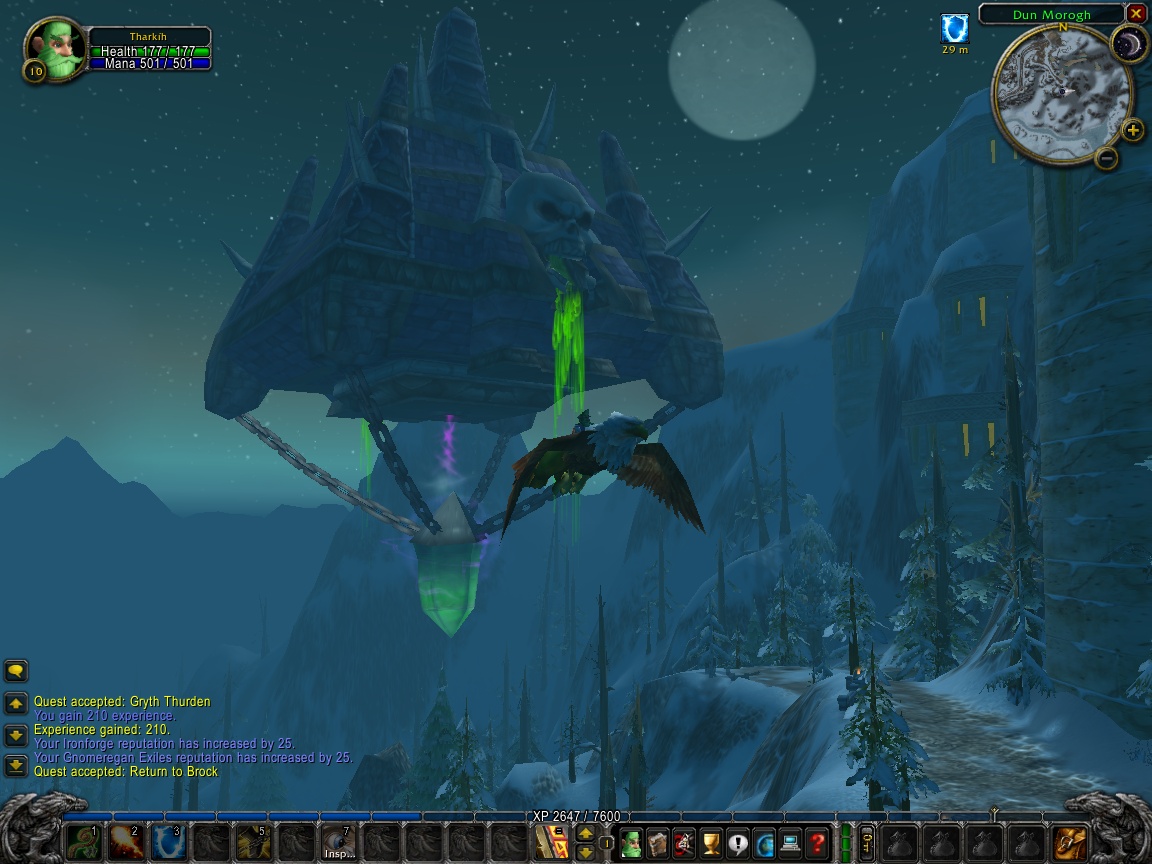 Tharkíh
Health 177 / 177
Mana 501 / 501
10
29 m
Dun Morogh
N
Quest accepted: Gryth Thurden
You gain 210 experience.
Experience gained: 210.
Your Ironforge reputation has increased by 25.
Your Gnomeregan Exiles reputation has increased by 25.
Quest accepted: Return to Brock
XP 2647 / 7600
1
2
3
5
7
Insp...
1